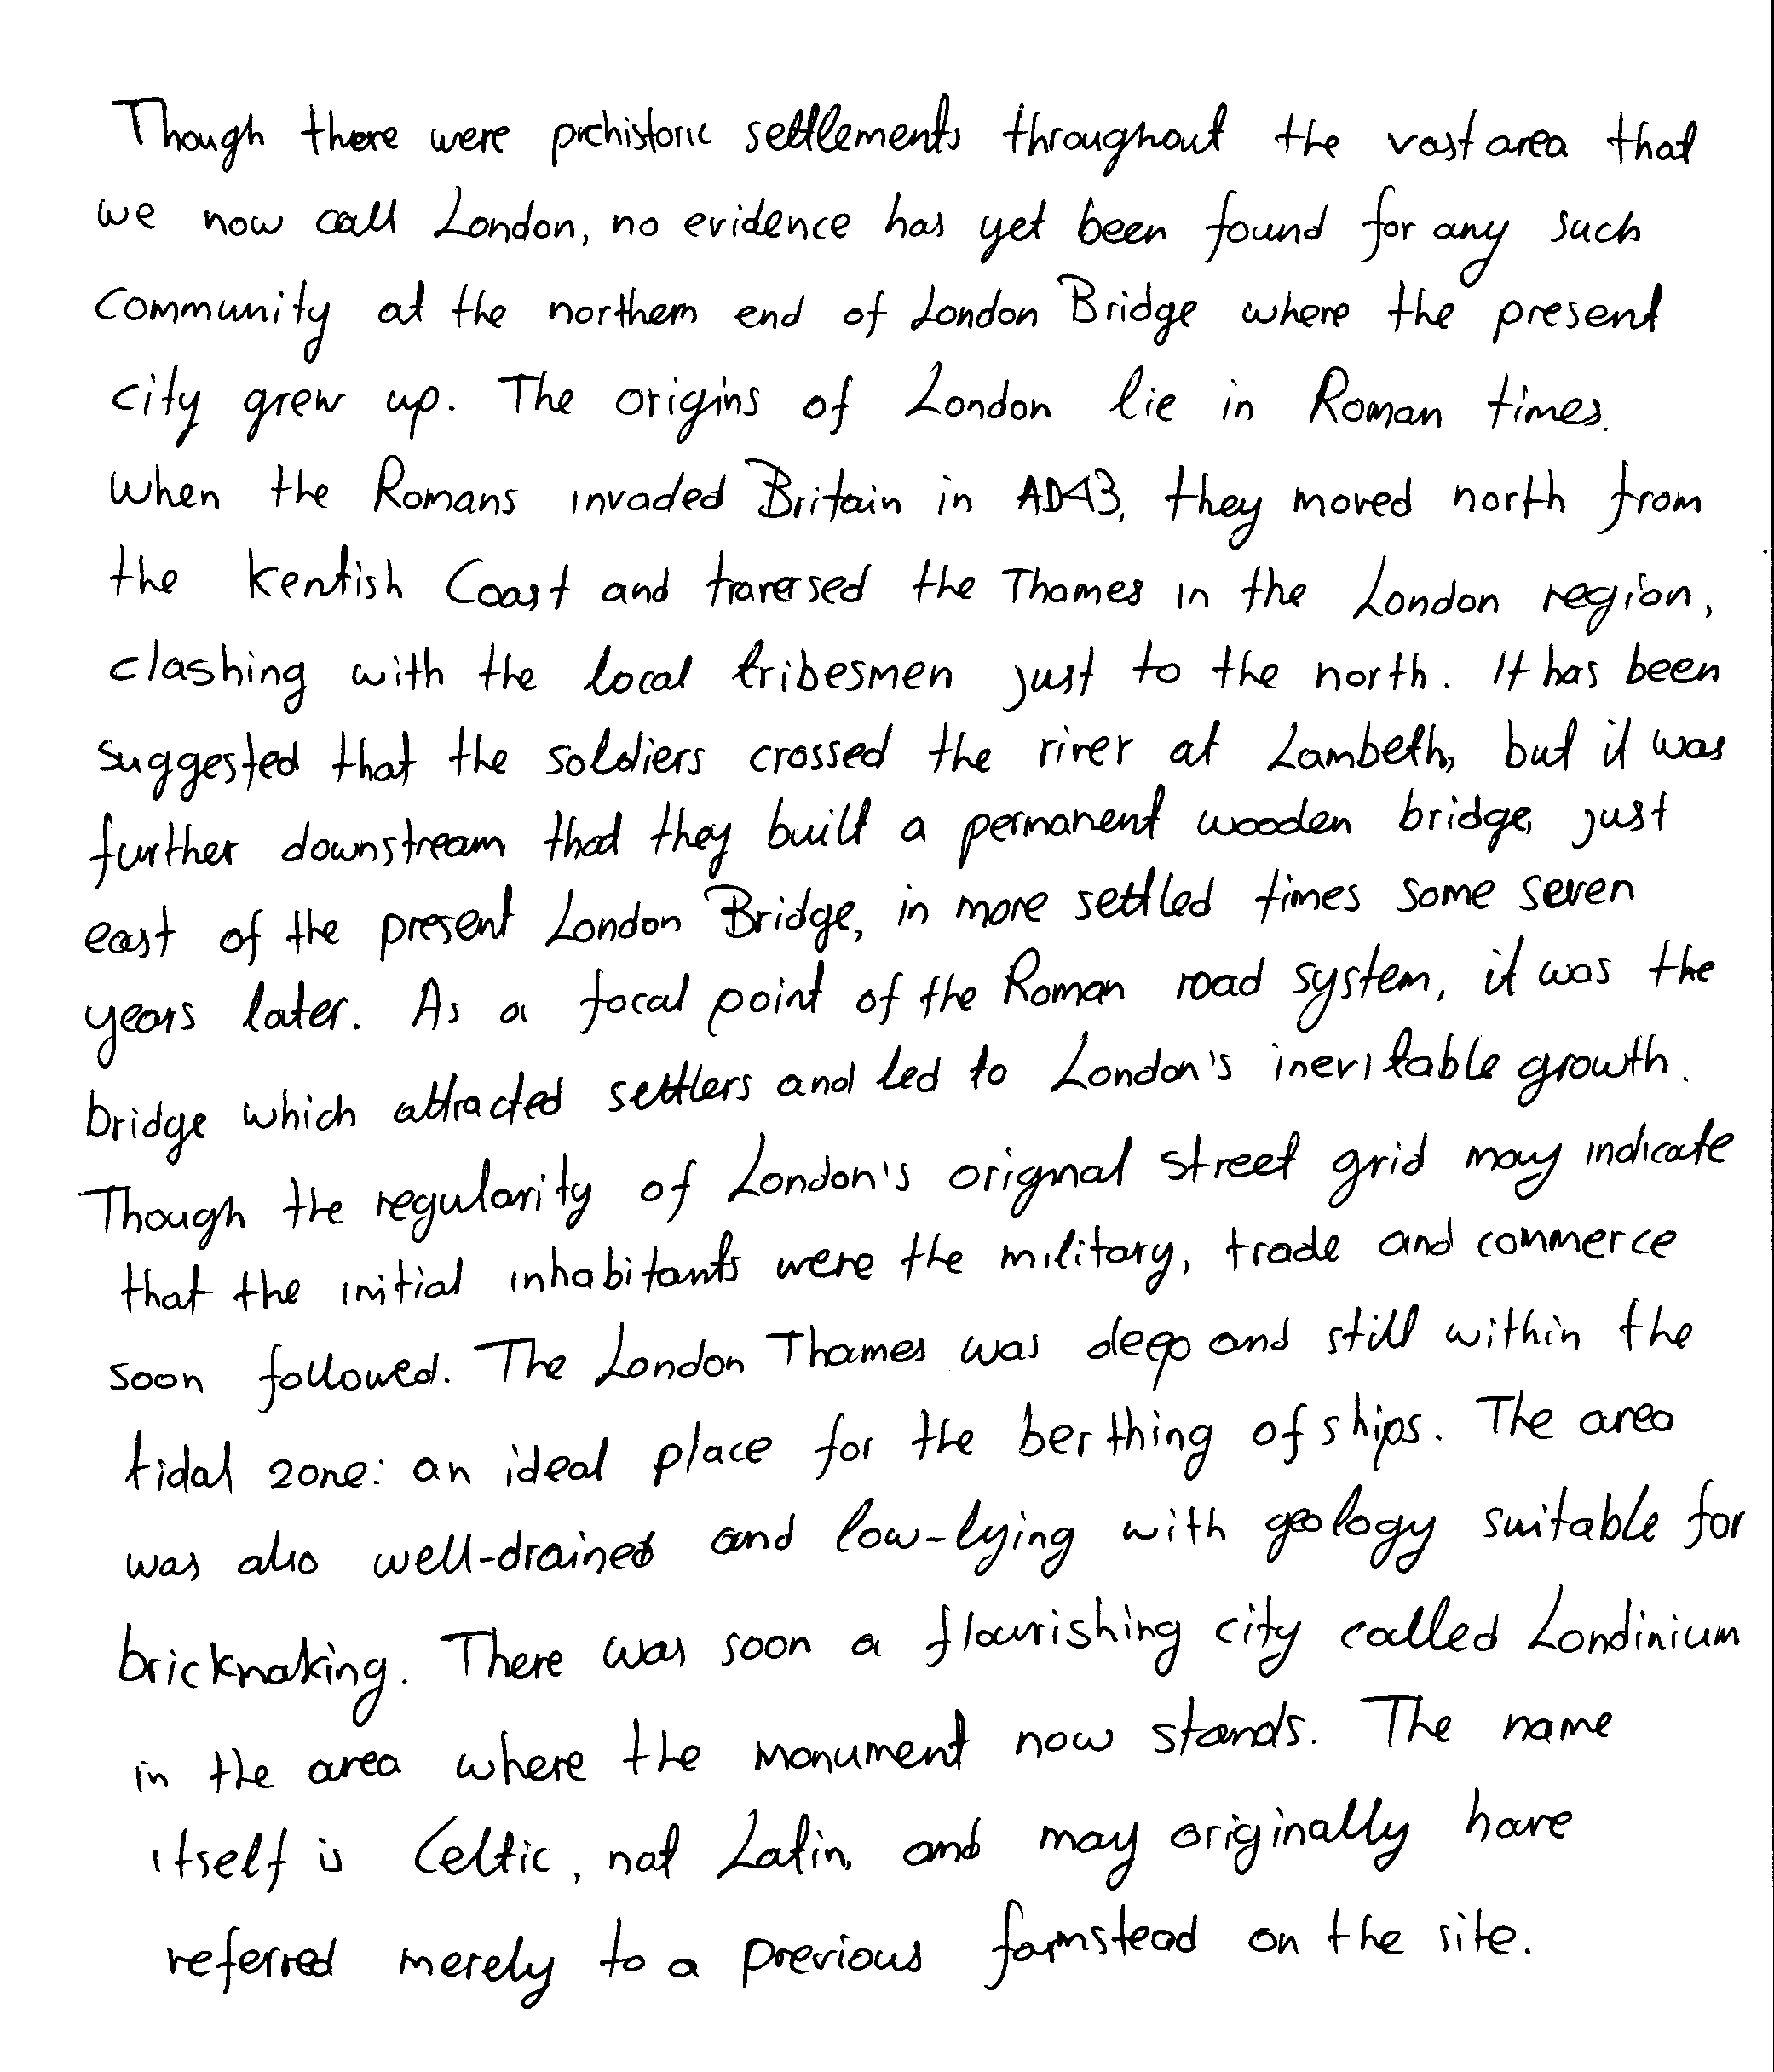 Though there were prehistoric settlements throughout the vast area that
we now call London, no evidence has yet been found for any such
community at the northern end of London Bridge where the present
city grew up. The origins of London lie in Roman times.
When the Romans invaded Britain in AD43, they moved north from
the Kentish Coast and traversed the Thames in the London region,
clashing with the local tribesmen just to the north. It has been
suggested that the soldiers crossed the river at Lambeth, but it was
further downstream that they built a permanent wooden bridge, just
east of the present London Bridge, in more settled times some seven
years later. As a focal point of the Roman road system, it was the
bridge which attracted settlers and led to London's inevitable growth.
Though the regularity of London's original street grid may indicate
that the initial inhabitants were the military, trade and commerce
soon followed. The London Thames was deep and still within the
tidal zone: an ideal place for the berthing of ships. The area
was also well-drained and low-lying with geology suitable for
brickmaking. There was soon a flourishing city called Londinium
in the area where the monument now stands. The name
itself is Celtic, not Latin, and may originally have
referred merely to a previous farmstead on the site.